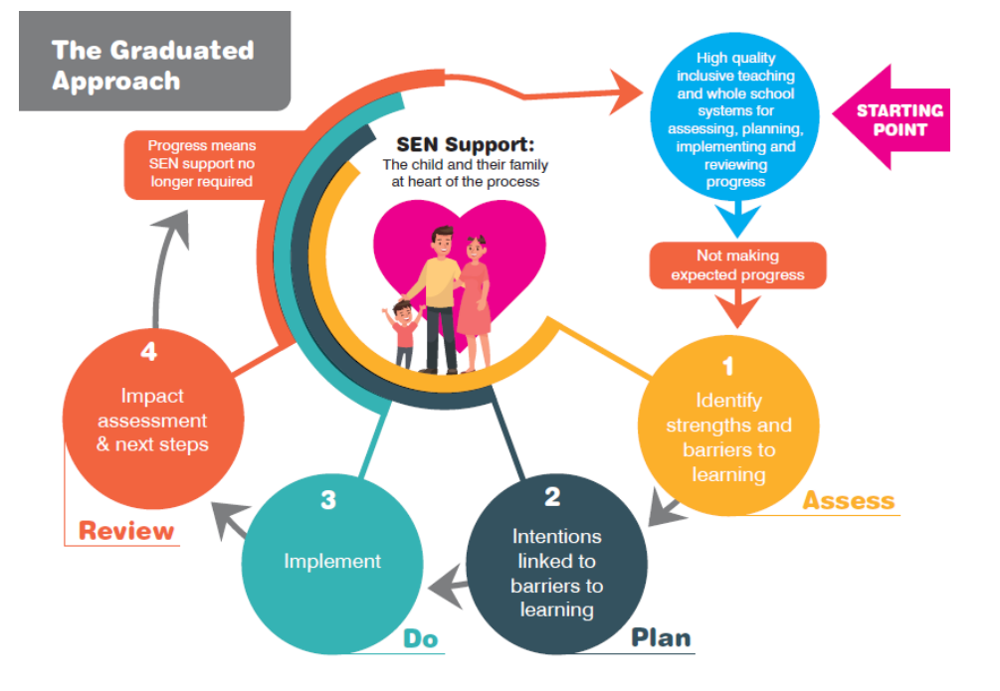 The Graduated
Approach
High quality
inclusive teaching
and whole school
systems for
assessing, planning,
implementing and
reviewing
progress
STARTING
POINT
Progress means
SEN support no
longer required
SEN Support:
The child and their family
at heart of the process
Not making
expected progress
1
Identify
strengths and
barriers to
learning
Assess
2
Intentions
linked to
barriers to
learning
Plan
3
Implement
Do
4
Impact
assessment
& next steps
Review